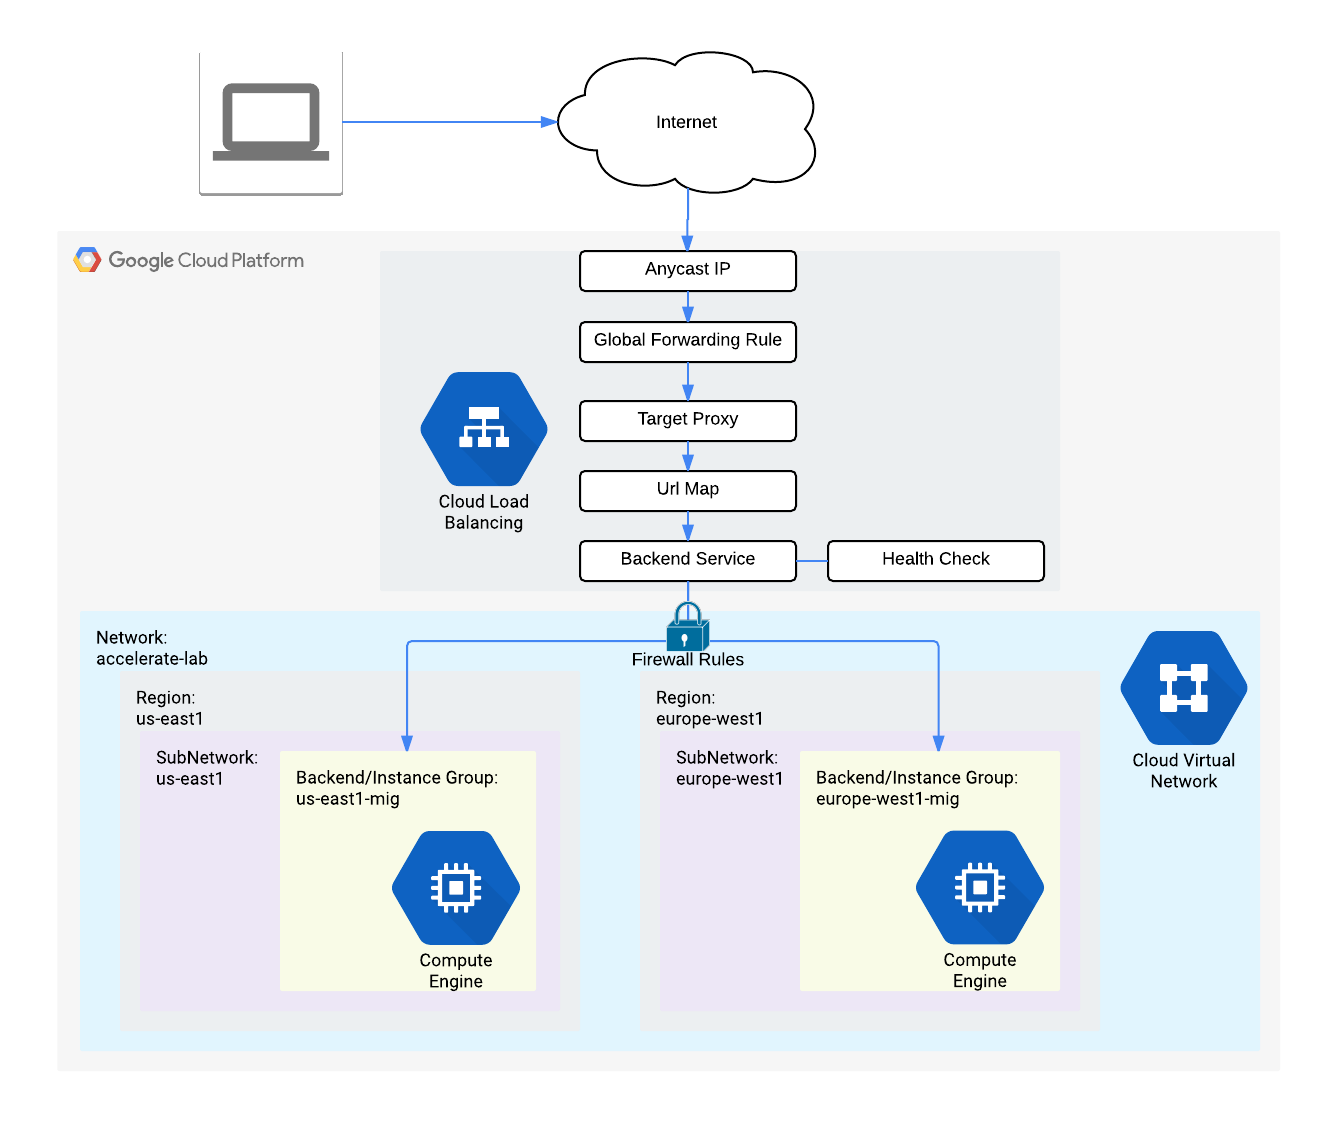 Internet
Google Cloud Platform
Anycast IP
Global Forwarding Rule
Target Proxy
Url Map
Cloud Load
Balancing
Backend Service
Health Check
Network:
accelerate-lab
Firewall Rules
Region:
us-east1
Region:
europe-west1
SubNetwork:
us-east1
Backend/Instance Group:
us-east1-mig
SubNetwork:
europe-west1
Backend/Instance Group:
europe-west1-mig
Cloud Virtual
Network
Compute
Engine
Compute
Engine